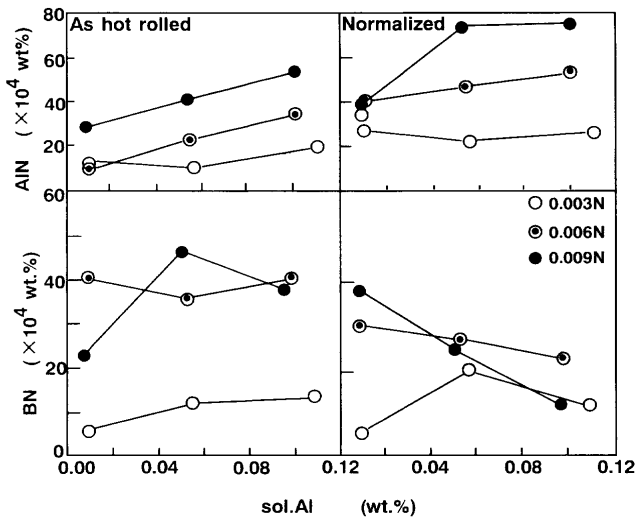 As hot rolled
Normalized
80
60
40
20
AlN (×10⁴ wt%)
60
40
20
0
BN (×10⁴ wt.%)
0.003N
0.006N
0.009N
0.00 0.04 0.08 0.12 0.04 0.08 0.12
sol.Al (wt.%)